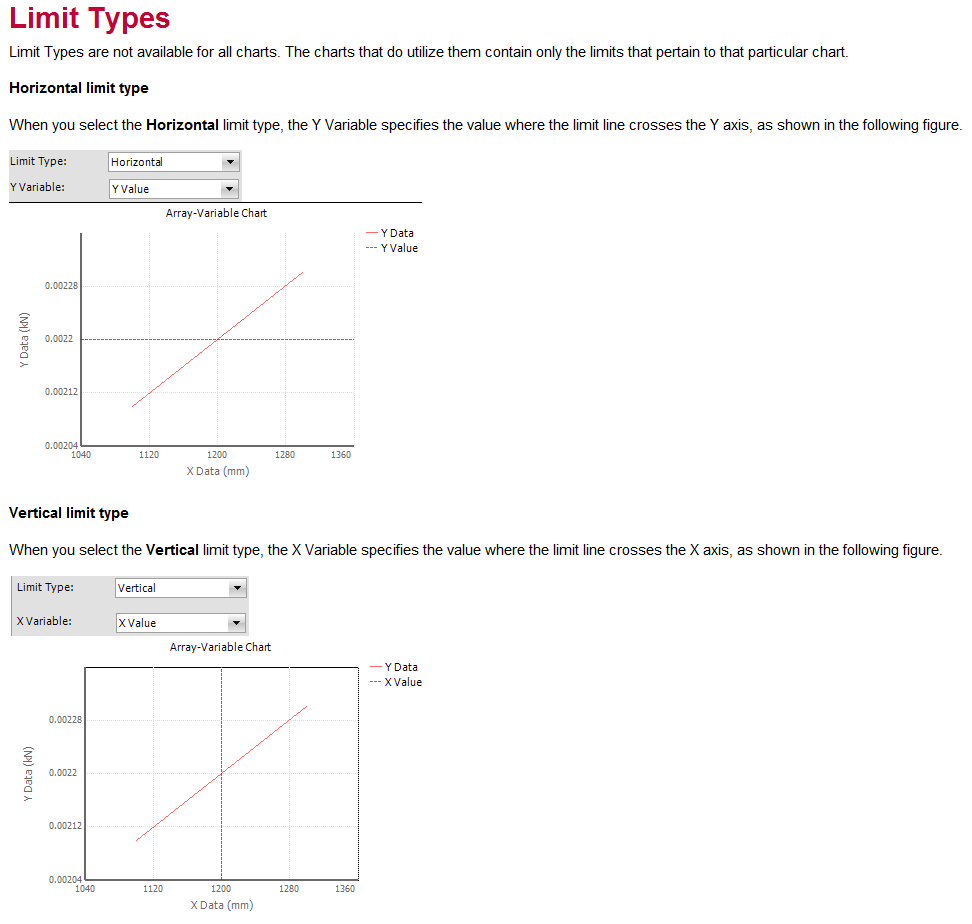 Limit Types
Limit Types are not available for all charts. The charts that do utilize them contain only the limits that pertain to that particular chart.
Horizontal limit type
When you select the Horizontal limit type, the Y Variable specifies the value where the limit line crosses the Y axis, as shown in the following figure.
Limit Type: Horizontal
Y Variable: Y Value
Array-Variable Chart
Y Data
Y Value
0.00228
0.0022
0.00212
0.00204
Y Data (kN)
1040 1120 1200 1280 1360
X Data (mm)
Vertical limit type
When you select the Vertical limit type, the X Variable specifies the value where the limit line crosses the X axis, as shown in the following figure.
Limit Type: Vertical
X Variable: X Value
Array-Variable Chart
Y Data
X Value
0.00228
0.0022
0.00212
0.00204
Y Data (kN)
1040 1120 1200 1280 1360
X Data (mm)